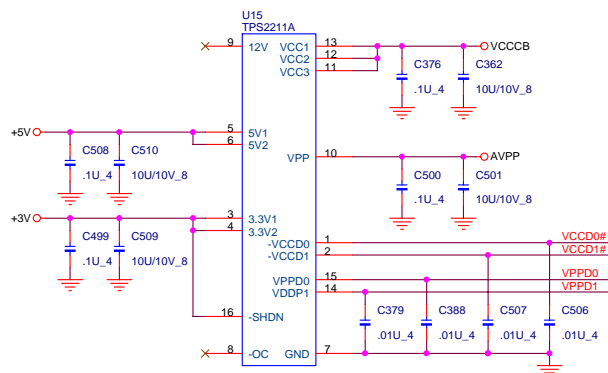 U15
TPS2211A
9 12V VCC1 13 VCCCB
VCC2 12
VCC3 11
C376 C362
.1U_4 10U/10V_8
+5V 5 5V1
6 5V2
C508 C510
.1U_4 10U/10V_8
VPP 10 AVPP
C500 C501
.1U_4 10U/10V_8
+3V 3 3.3V1
4 3.3V2
C499 C509
.1U_4 10U/10V_8
-VCCD0 1 VCCD0#
-VCCD1 2 VCCD1#
VPPD0 15 VPPD0
VDDP1 14 VPPD1
16 -SHDN
C379 C388 C507 C506
.01U_4 .01U_4 .01U_4 .01U_4
8 -OC GND 7